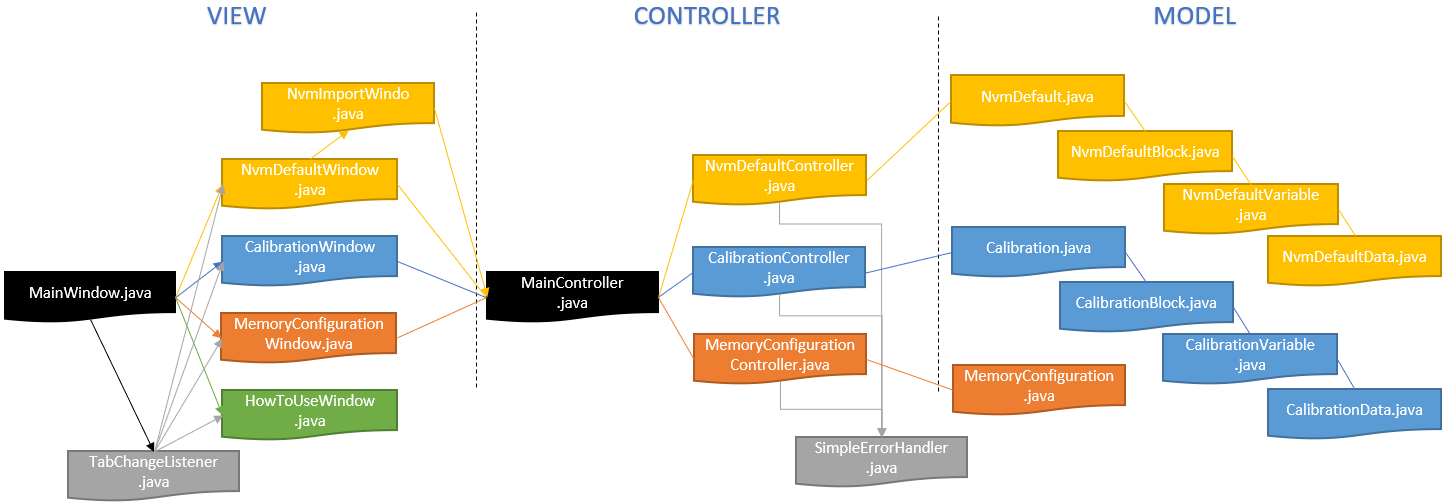 VIEW
CONTROLLER
MODEL
NvmImportWindo
.java
NvmDefaultWindow
.java
CalibrationWindow
.java
MainWindow.java
MemoryConfiguration
Window.java
HowToUseWindow
.java
TabChangeListener
.java
MainController
.java
NvmDefaultController
.java
CalibrationController
.java
MemoryConfiguration
Controller.java
SimpleErrorHandler
.java
NvmDefault.java
NvmDefaultBlock.java
NvmDefaultVariable
.java
NvmDefaultData.java
Calibration.java
CalibrationBlock.java
CalibrationVariable
.java
CalibrationData.java
MemoryConfiguration
.java